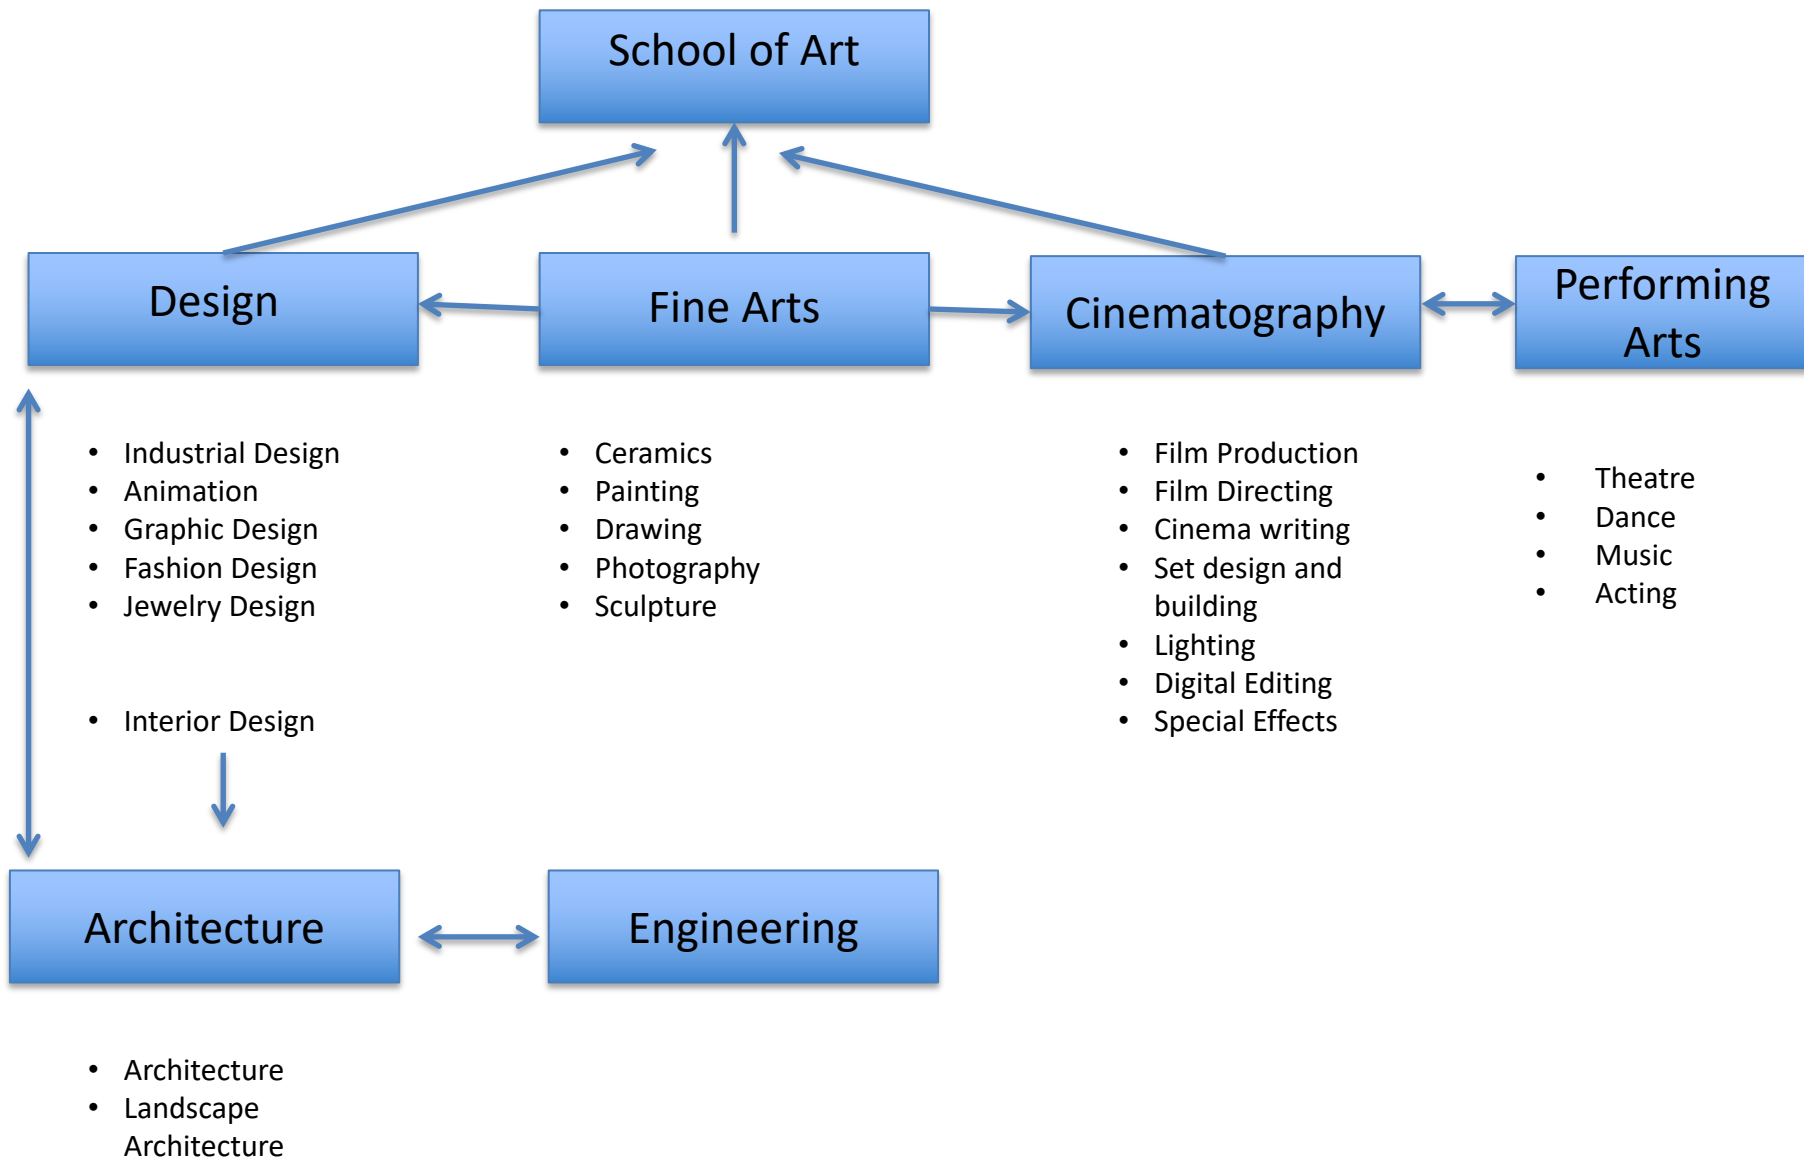 School of Art
Design
Fine Arts
Cinematography
Performing
Arts
• Industrial Design
• Animation
• Graphic Design
• Fashion Design
• Jewelry Design
• Interior Design
• Ceramics
• Painting
• Drawing
• Photography
• Sculpture
• Film Production
• Film Directing
• Cinema writing
• Set design and
building
• Lighting
• Digital Editing
• Special Effects
• Theatre
• Dance
• Music
• Acting
Architecture
Engineering
• Architecture
• Landscape
Architecture